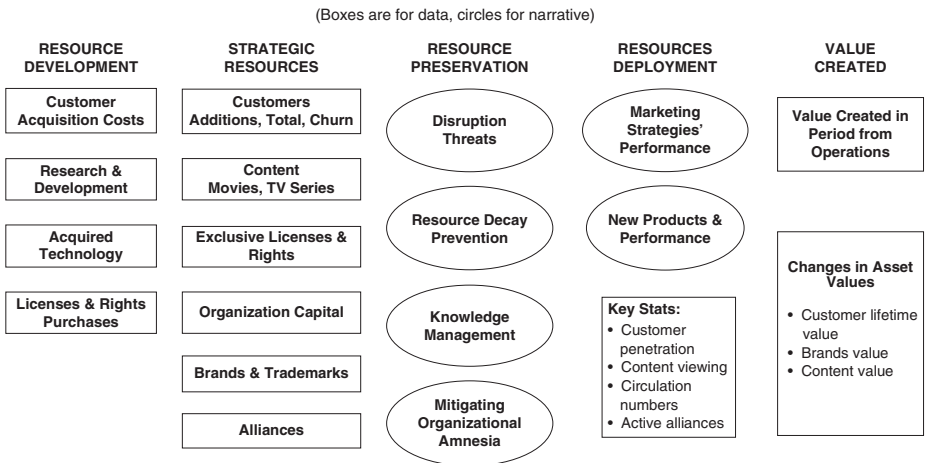 (Boxes are for data, circles for narrative)
RESOURCE
DEVELOPMENT
Customer
Acquisition Costs
Research &
Development
Acquired
Technology
Licenses & Rights
Purchases
STRATEGIC
RESOURCES
Customers
Additions, Total, Churn
Content
Movies, TV Series
Exclusive Licenses &
Rights
Organization Capital
Brands & Trademarks
Alliances
RESOURCE
PRESERVATION
Disruption
Threats
Resource Decay
Prevention
Knowledge
Management
Mitigating
Organizational
Amnesia
RESOURCES
DEPLOYMENT
Marketing
Strategies'
Performance
New Products &
Performance
Key Stats:
• Customer
penetration
• Content viewing
• Circulation
numbers
• Active alliances
VALUE
CREATED
Value Created in
Period from
Operations
Changes in Asset
Values
• Customer lifetime
value
• Brands value
• Content value